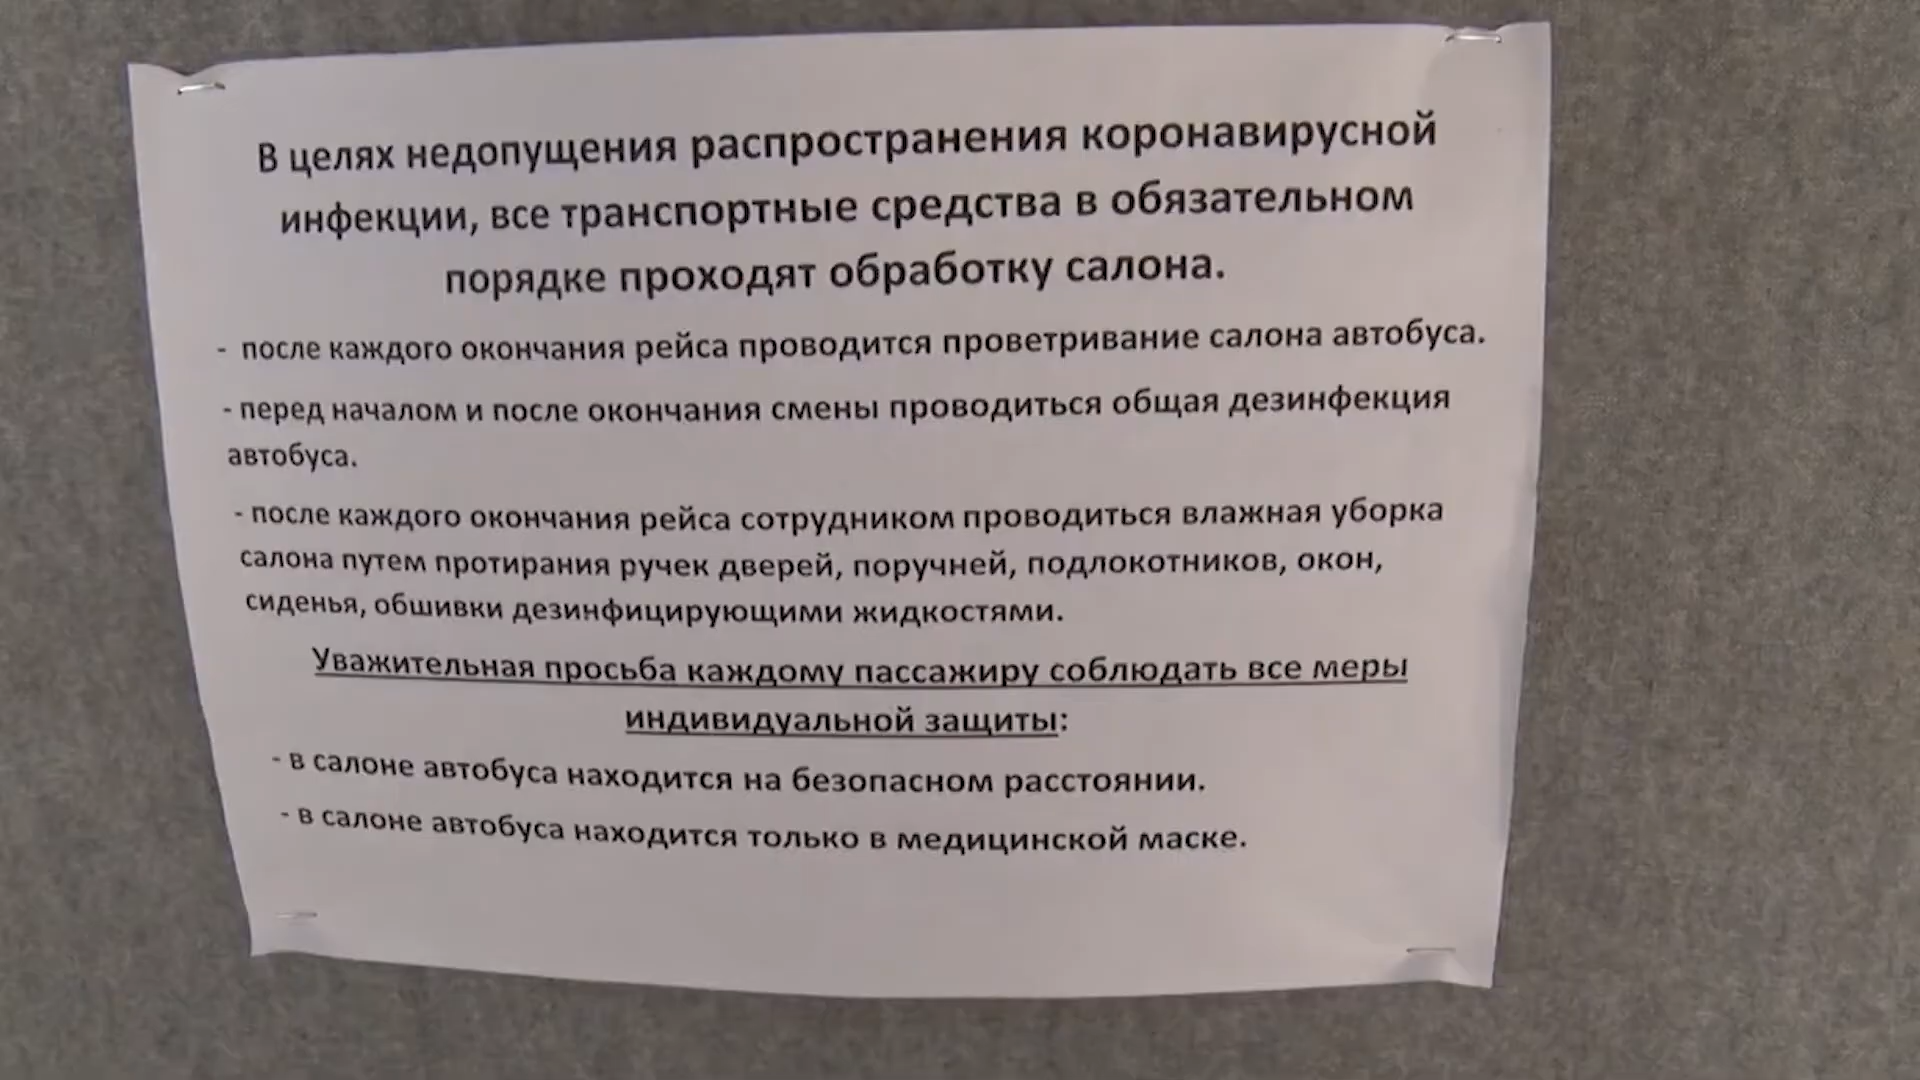 В целях недопущения распространения коронавирусной
инфекции, все транспортные средства в обязательном
порядке проходят обработку салона.
- после каждого окончания рейса проводится проветривание салона автобуса.
- перед началом и после окончания смены проводиться общая дезинфекция
автобуса.
- после каждого окончания рейса сотрудником проводиться влажная уборка
салона путем протирания ручек дверей, поручней, подлокотников, окон,
сиденья, обшивки дезинфицирующими жидкостями.
Уважительная просьба каждому пассажиру соблюдать все меры
индивидуальной защиты:
- в салоне автобуса находится на безопасном расстоянии.
- в салоне автобуса находится только в медицинской маске.